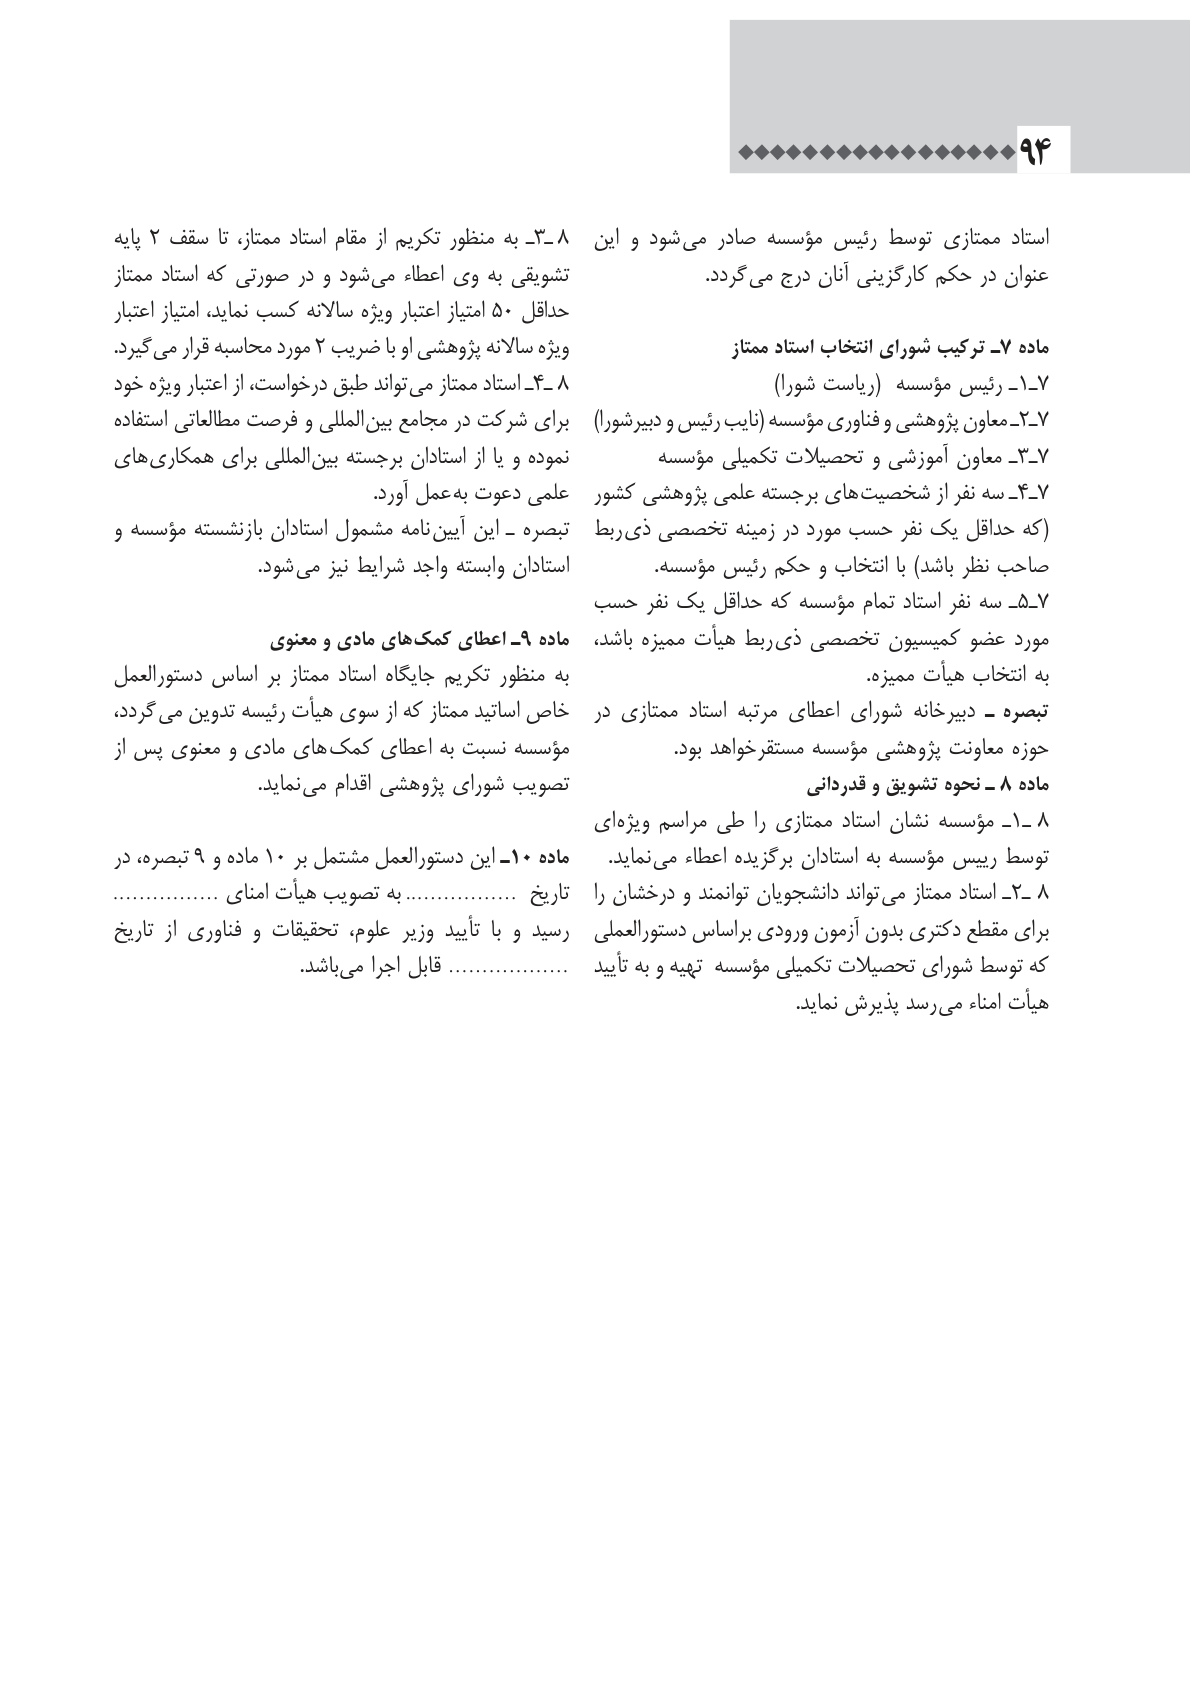 ۹۴
استاد ممتازی توسط رئیس مؤسسه صادر می‌شود و این
عنوان در حکم کارگزینی آنان درج می‌گردد.
ماده ۷ـ ترکیب شورای انتخاب استاد ممتاز
۷ـ۱ـ رئیس مؤسسه (ریاست شورا)
۷ـ۲ـ معاون پژوهشی و فناوری مؤسسه (نایب رئیس و دبیرشورا)
۷ـ۳ـ معاون آموزشی و تحصیلات تکمیلی مؤسسه
۷ـ۴ـ سه نفر از شخصیت‌های برجسته علمی پژوهشی کشور
(که حداقل یک نفر حسب مورد در زمینه تخصصی ذی‌ربط
صاحب نظر باشد) با انتخاب و حکم رئیس مؤسسه.
۷ـ۵ـ سه نفر استاد تمام مؤسسه که حداقل یک نفر حسب
مورد عضو کمیسیون تخصصی ذی‌ربط هیأت ممیزه باشد،
به انتخاب هیأت ممیزه.
تبصره ـ دبیرخانه شورای اعطای مرتبه استاد ممتازی در
حوزه معاونت پژوهشی مؤسسه مستقرخواهد بود.
ماده ۸ ـ نحوه تشویق و قدردانی
۸ ـ۱ـ مؤسسه نشان استاد ممتازی را طی مراسم ویژه‌ای
توسط رییس مؤسسه به استادان برگزیده اعطاء می‌نماید.
۸ ـ۲ـ استاد ممتاز می‌تواند دانشجویان توانمند و درخشان را
برای مقطع دکتری بدون آزمون ورودی براساس دستورالعملی
که توسط شورای تحصیلات تکمیلی مؤسسه تهیه و به تأیید
هیأت امناء می‌رسد پذیرش نماید.
۸ ـ۳ـ به منظور تکریم از مقام استاد ممتاز، تا سقف ۲ پایه
تشویقی به وی اعطاء می‌شود و در صورتی که استاد ممتاز
حداقل ۵۰ امتیاز اعتبار ویژه سالانه کسب نماید، امتیاز اعتبار
ویژه سالانه پژوهشی او با ضریب ۲ مورد محاسبه قرار می‌گیرد.
۸ ـ۴ـ استاد ممتاز می‌تواند طبق درخواست، از اعتبار ویژه خود
برای شرکت در مجامع بین‌المللی و فرصت مطالعاتی استفاده
نموده و یا از استادان برجسته بین‌المللی برای همکاری‌های
علمی دعوت به‌عمل آورد.
تبصره ـ این آیین‌نامه مشمول استادان بازنشسته مؤسسه و
استادان وابسته واجد شرایط نیز می‌شود.
ماده ۹ـ اعطای کمک‌های مادی و معنوی
به منظور تکریم جایگاه استاد ممتاز بر اساس دستورالعمل
خاص اساتید ممتاز که از سوی هیأت رئیسه تدوین می‌گردد،
مؤسسه نسبت به اعطای کمک‌های مادی و معنوی پس از
تصویب شورای پژوهشی اقدام می‌نماید.
ماده ۱۰ـ این دستورالعمل مشتمل بر ۱۰ ماده و ۹ تبصره، در
تاریخ ................. به تصویب هیأت امنای ................
رسید و با تأیید وزیر علوم، تحقیقات و فناوری از تاریخ
.................. قابل اجرا می‌باشد.